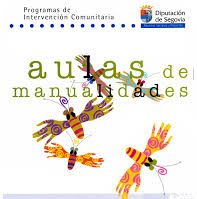 Programas de
Intervención Comunitaria
Diputación
de Segovia
aulas de
manualidades